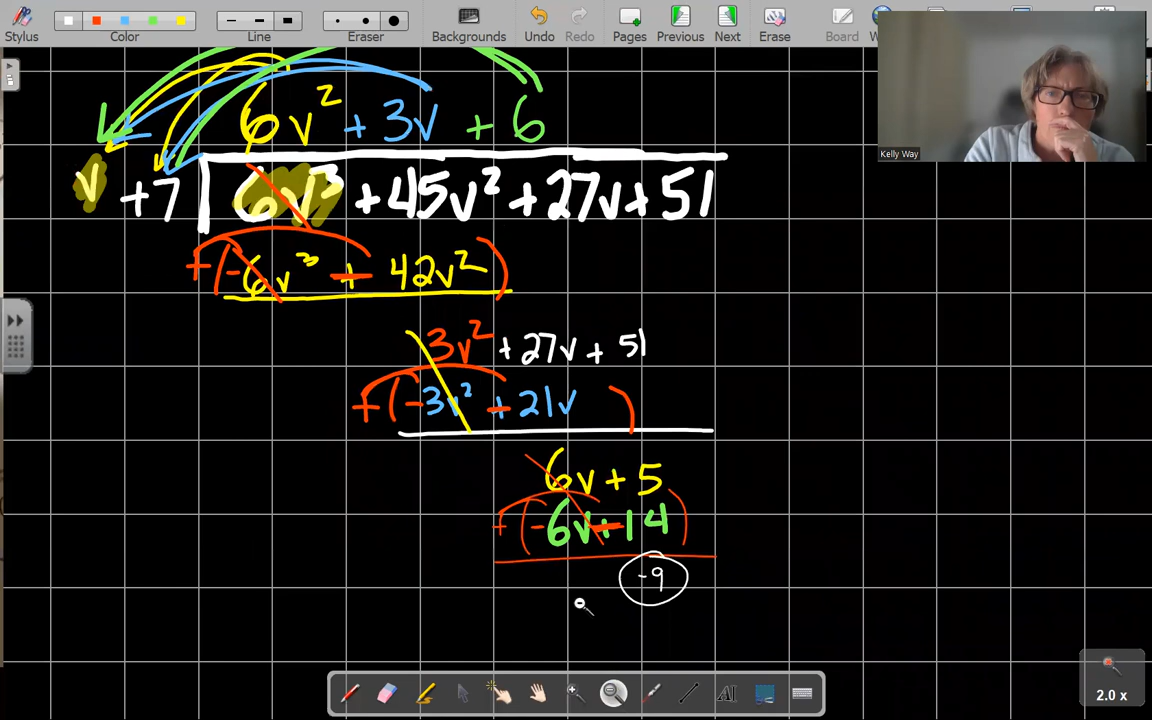 Stylus Color Line Eraser Backgrounds Undo Redo Pages Previous Next Erase Board
Kelly Way
6v² + 3v + 6
v + 7 6v³ + 45v² + 27v + 51
+(-6v³ + 42v²)
3v² + 27v + 51
+(-3v² + 21v )
6v + 5
+(-6v + 14)
-9
2.0 x